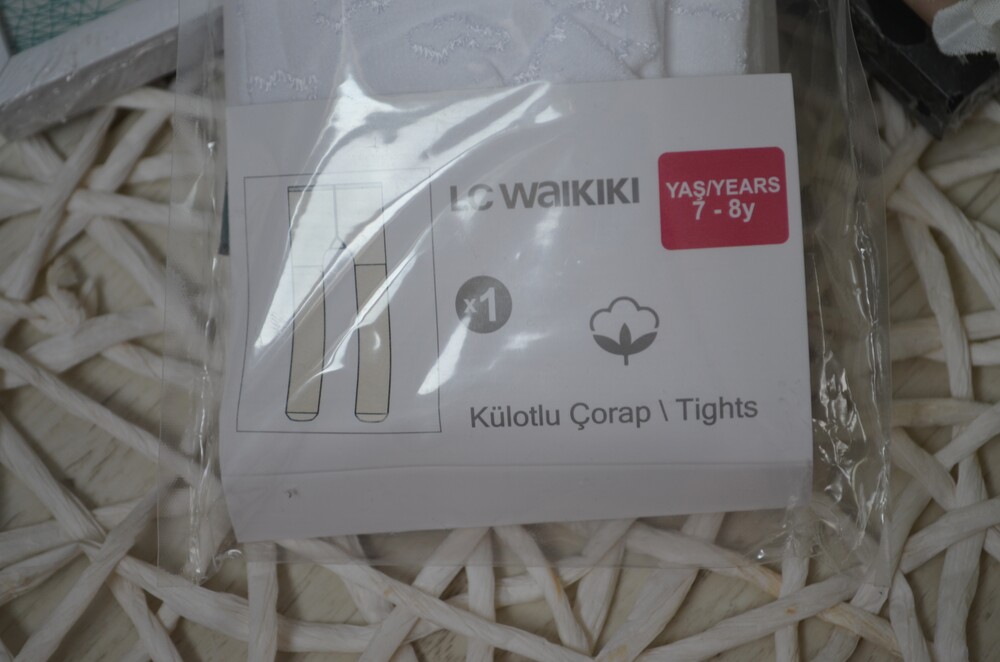 LC WAIKIKI
YAŞ/YEARS
7 - 8y
x1
Külotlu Çorap \ Tights